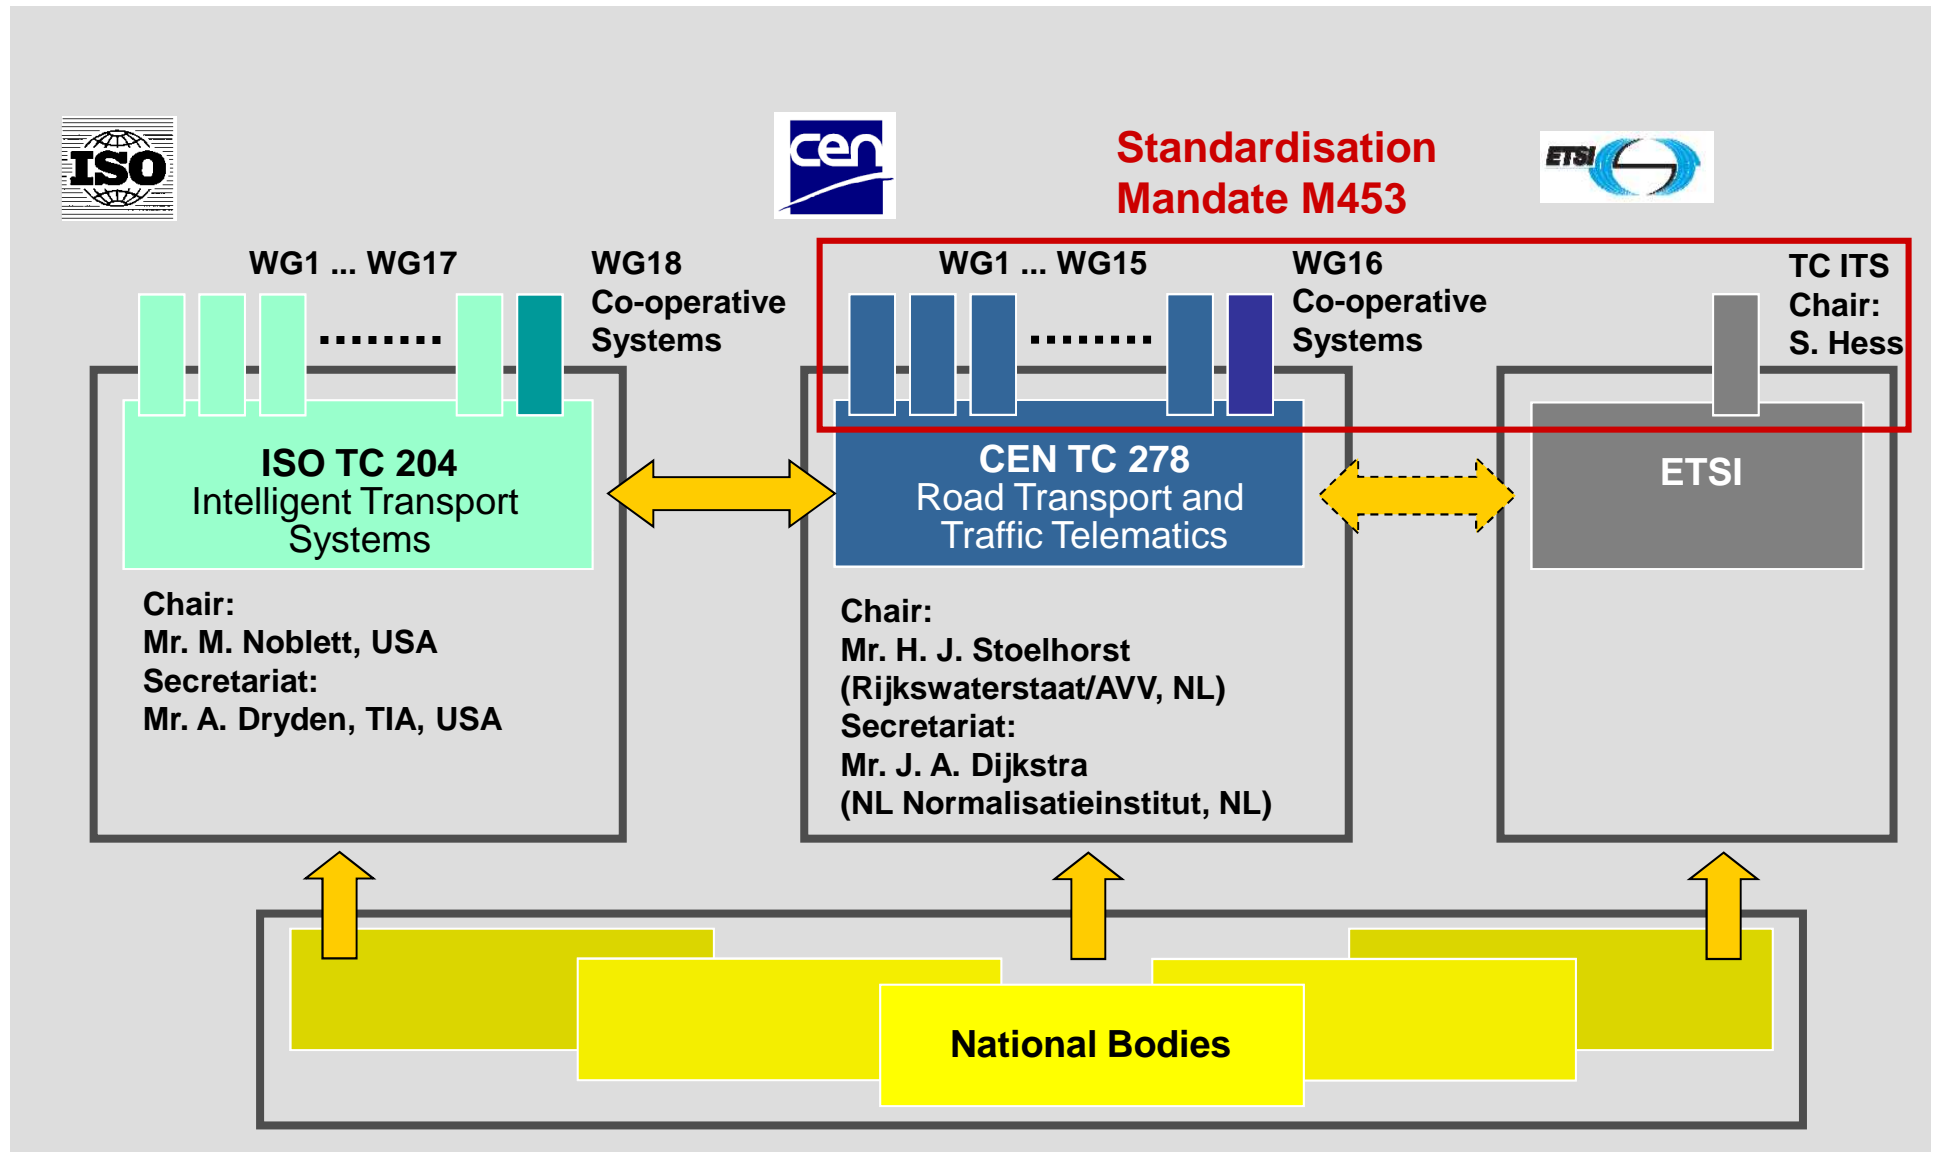 ISO
cen
Standardisation
Mandate M453
ETSI
WG1 ... WG17
WG18
Co-operative
Systems
WG1 ... WG15
WG16
Co-operative
Systems
TC ITS
Chair:
S. Hess
ISO TC 204
Intelligent Transport
Systems
CEN TC 278
Road Transport and
Traffic Telematics
ETSI
Chair:
Mr. M. Noblett, USA
Secretariat:
Mr. A. Dryden, TIA, USA
Chair:
Mr. H. J. Stoelhorst
(Rijkswaterstaat/AVV, NL)
Secretariat:
Mr. J. A. Dijkstra
(NL Normalisatieinstitut, NL)
National Bodies